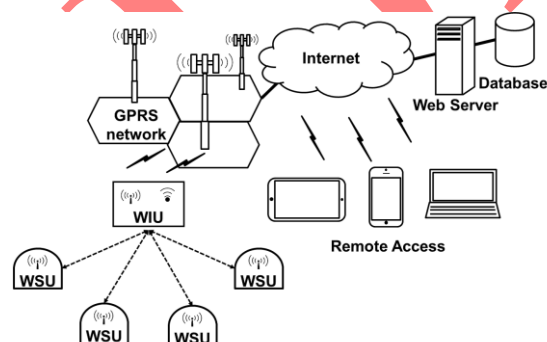 Internet
GPRS
network
Database
Web Server
WIU
Remote Access
WSU
WSU
WSU
WSU